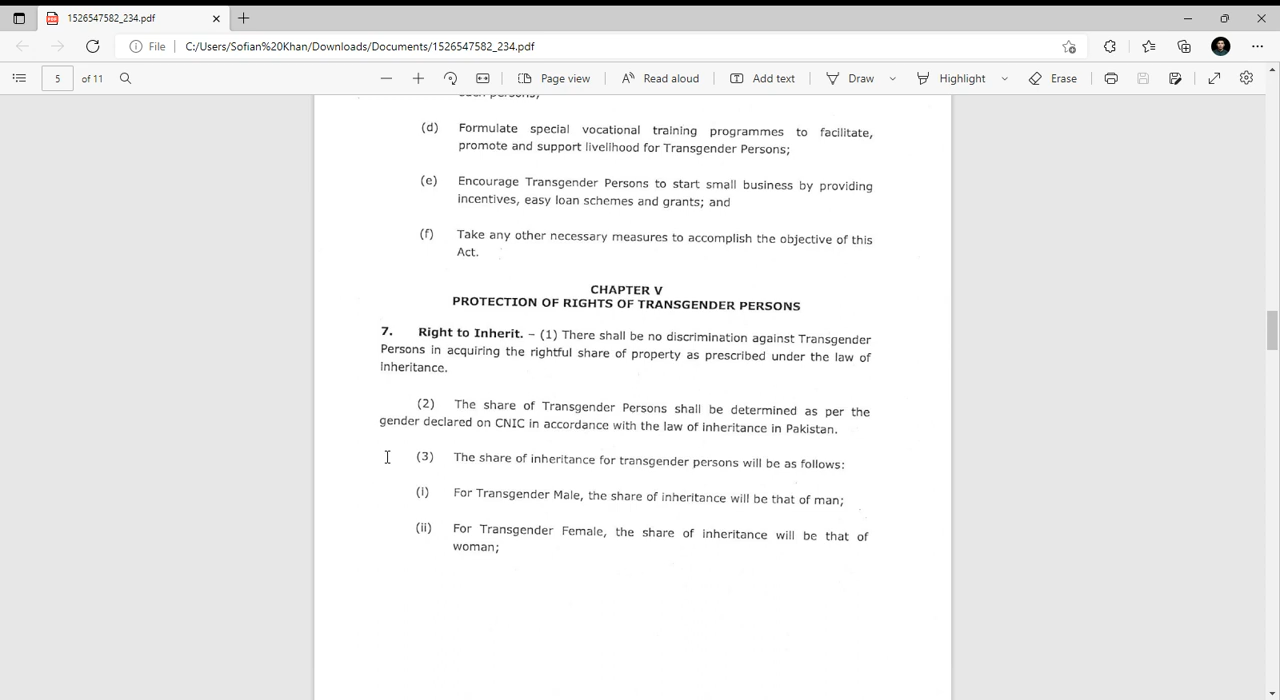 1526547582_234.pdf
File
C:/Users/Sofian%20Khan/Downloads/Documents/1526547582_234.pdf
5 of 11
Page view
Read aloud
Add text
Draw
Highlight
Erase
(d) Formulate special vocational training programmes to facilitate,
promote and support livelihood for Transgender Persons;
(e) Encourage Transgender Persons to start small business by providing
incentives, easy loan schemes and grants; and
(f) Take any other necessary measures to accomplish the objective of this
Act.
CHAPTER V
PROTECTION OF RIGHTS OF TRANSGENDER PERSONS
7. Right to Inherit. – (1) There shall be no discrimination against Transgender
Persons in acquiring the rightful share of property as prescribed under the law of
inheritance.
(2) The share of Transgender Persons shall be determined as per the
gender declared on CNIC in accordance with the law of inheritance in Pakistan.
(3) The share of inheritance for transgender persons will be as follows:
(i) For Transgender Male, the share of inheritance will be that of man;
(ii) For Transgender Female, the share of inheritance will be that of
woman;